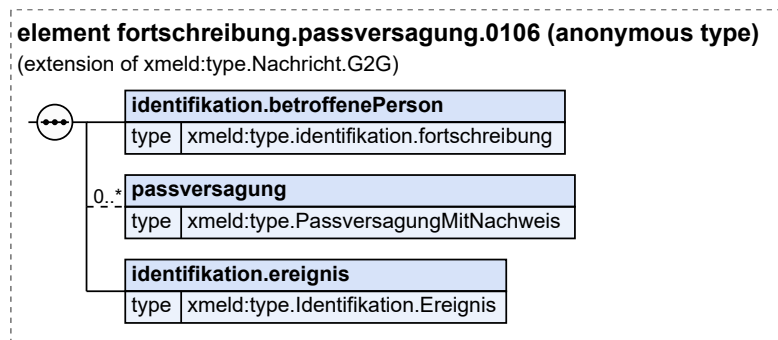 element fortschreibung.passversagung.0106 (anonymous type)
(extension of xmeld:type.Nachricht.G2G)
identifikation.betroffenePerson
type xmeld:type.identifikation.fortschreibung
0..* passversagung
type xmeld:type.PassversagungMitNachweis
identifikation.ereignis
type xmeld:type.Identifikation.Ereignis